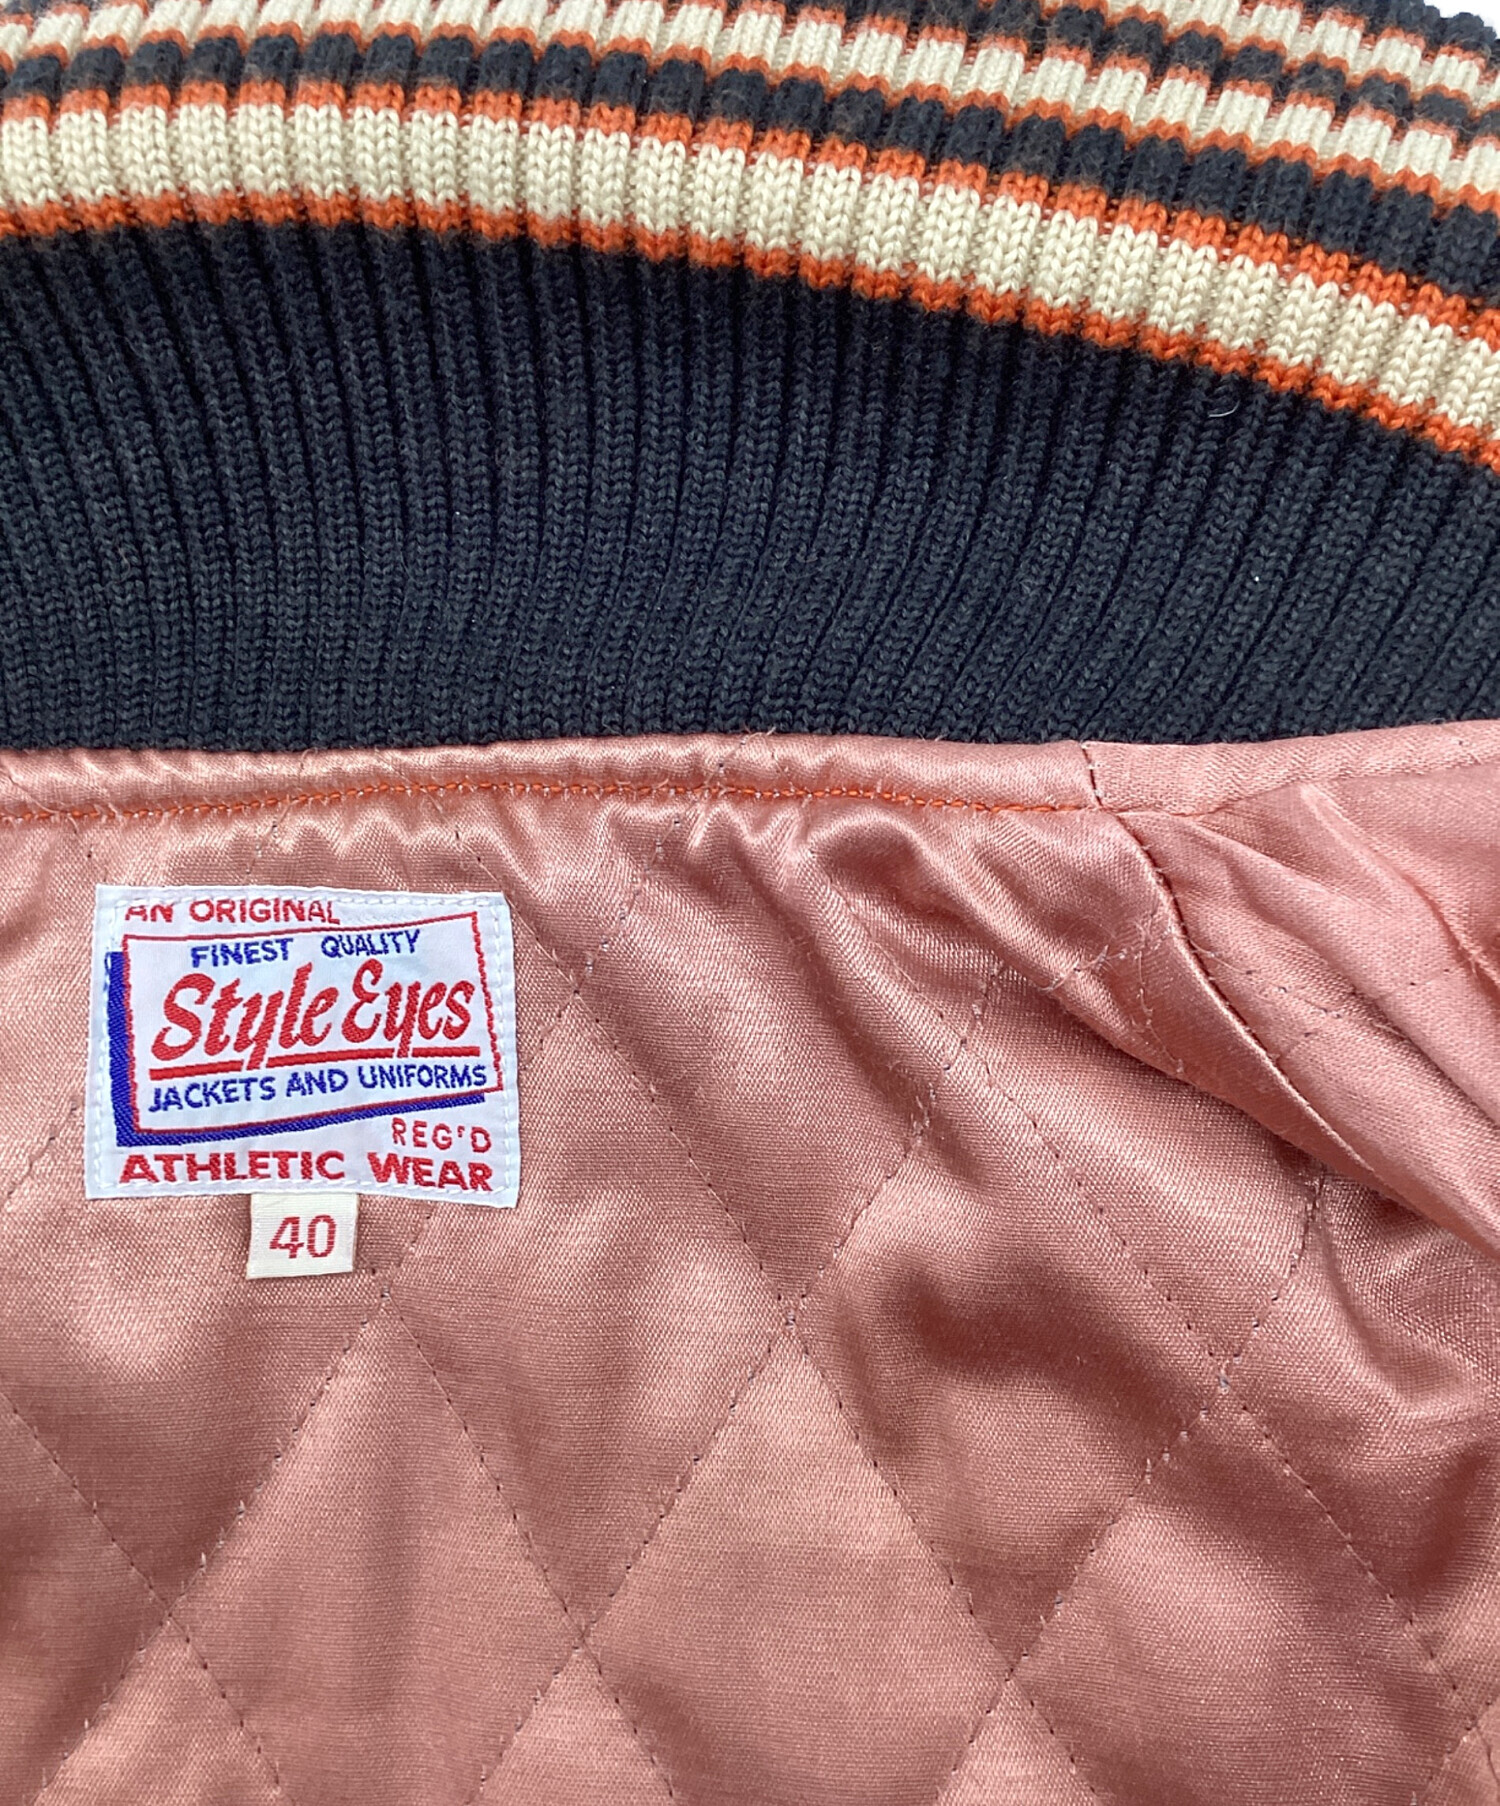 AN ORIGINAL
FINEST QUALITY
Style Eyes
JACKETS AND UNIFORMS
REG'D
ATHLETIC WEAR
40